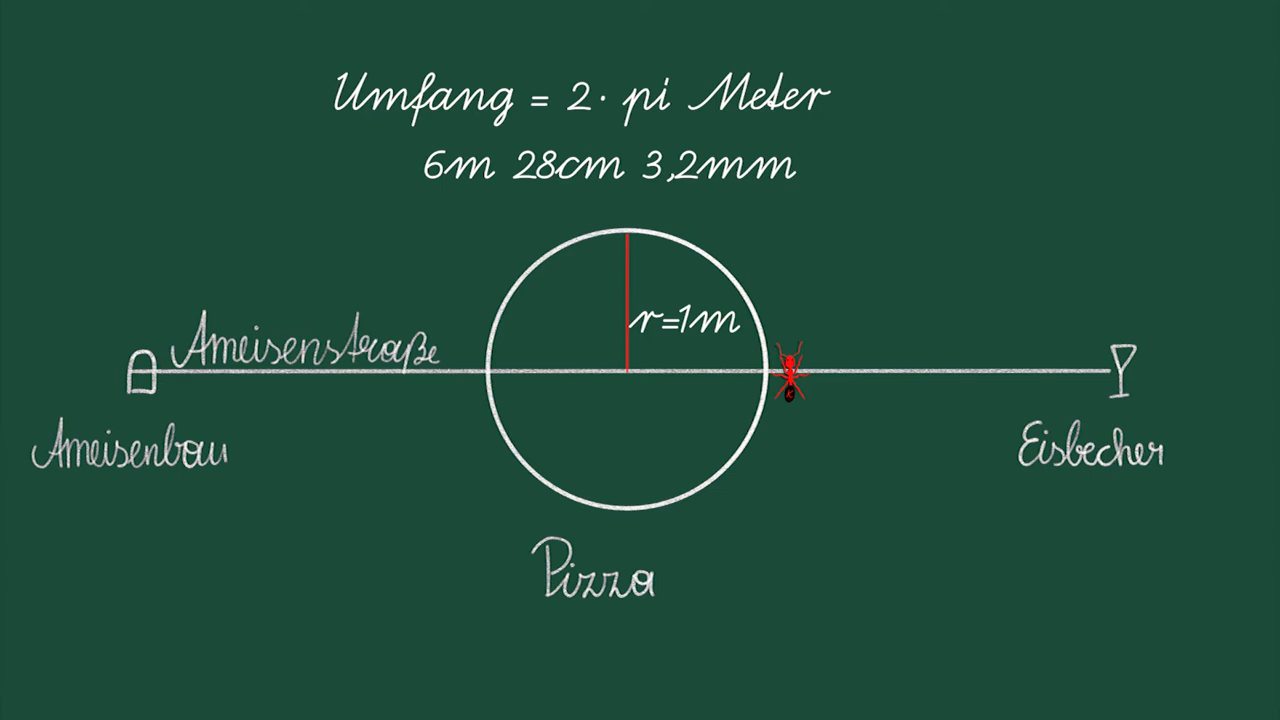 Umfang = 2 · pi Meter
6m 28cm 3,2mm
r=1m
Ameisenstraße
K
Ameisenbau
Eisbecher
Pizza